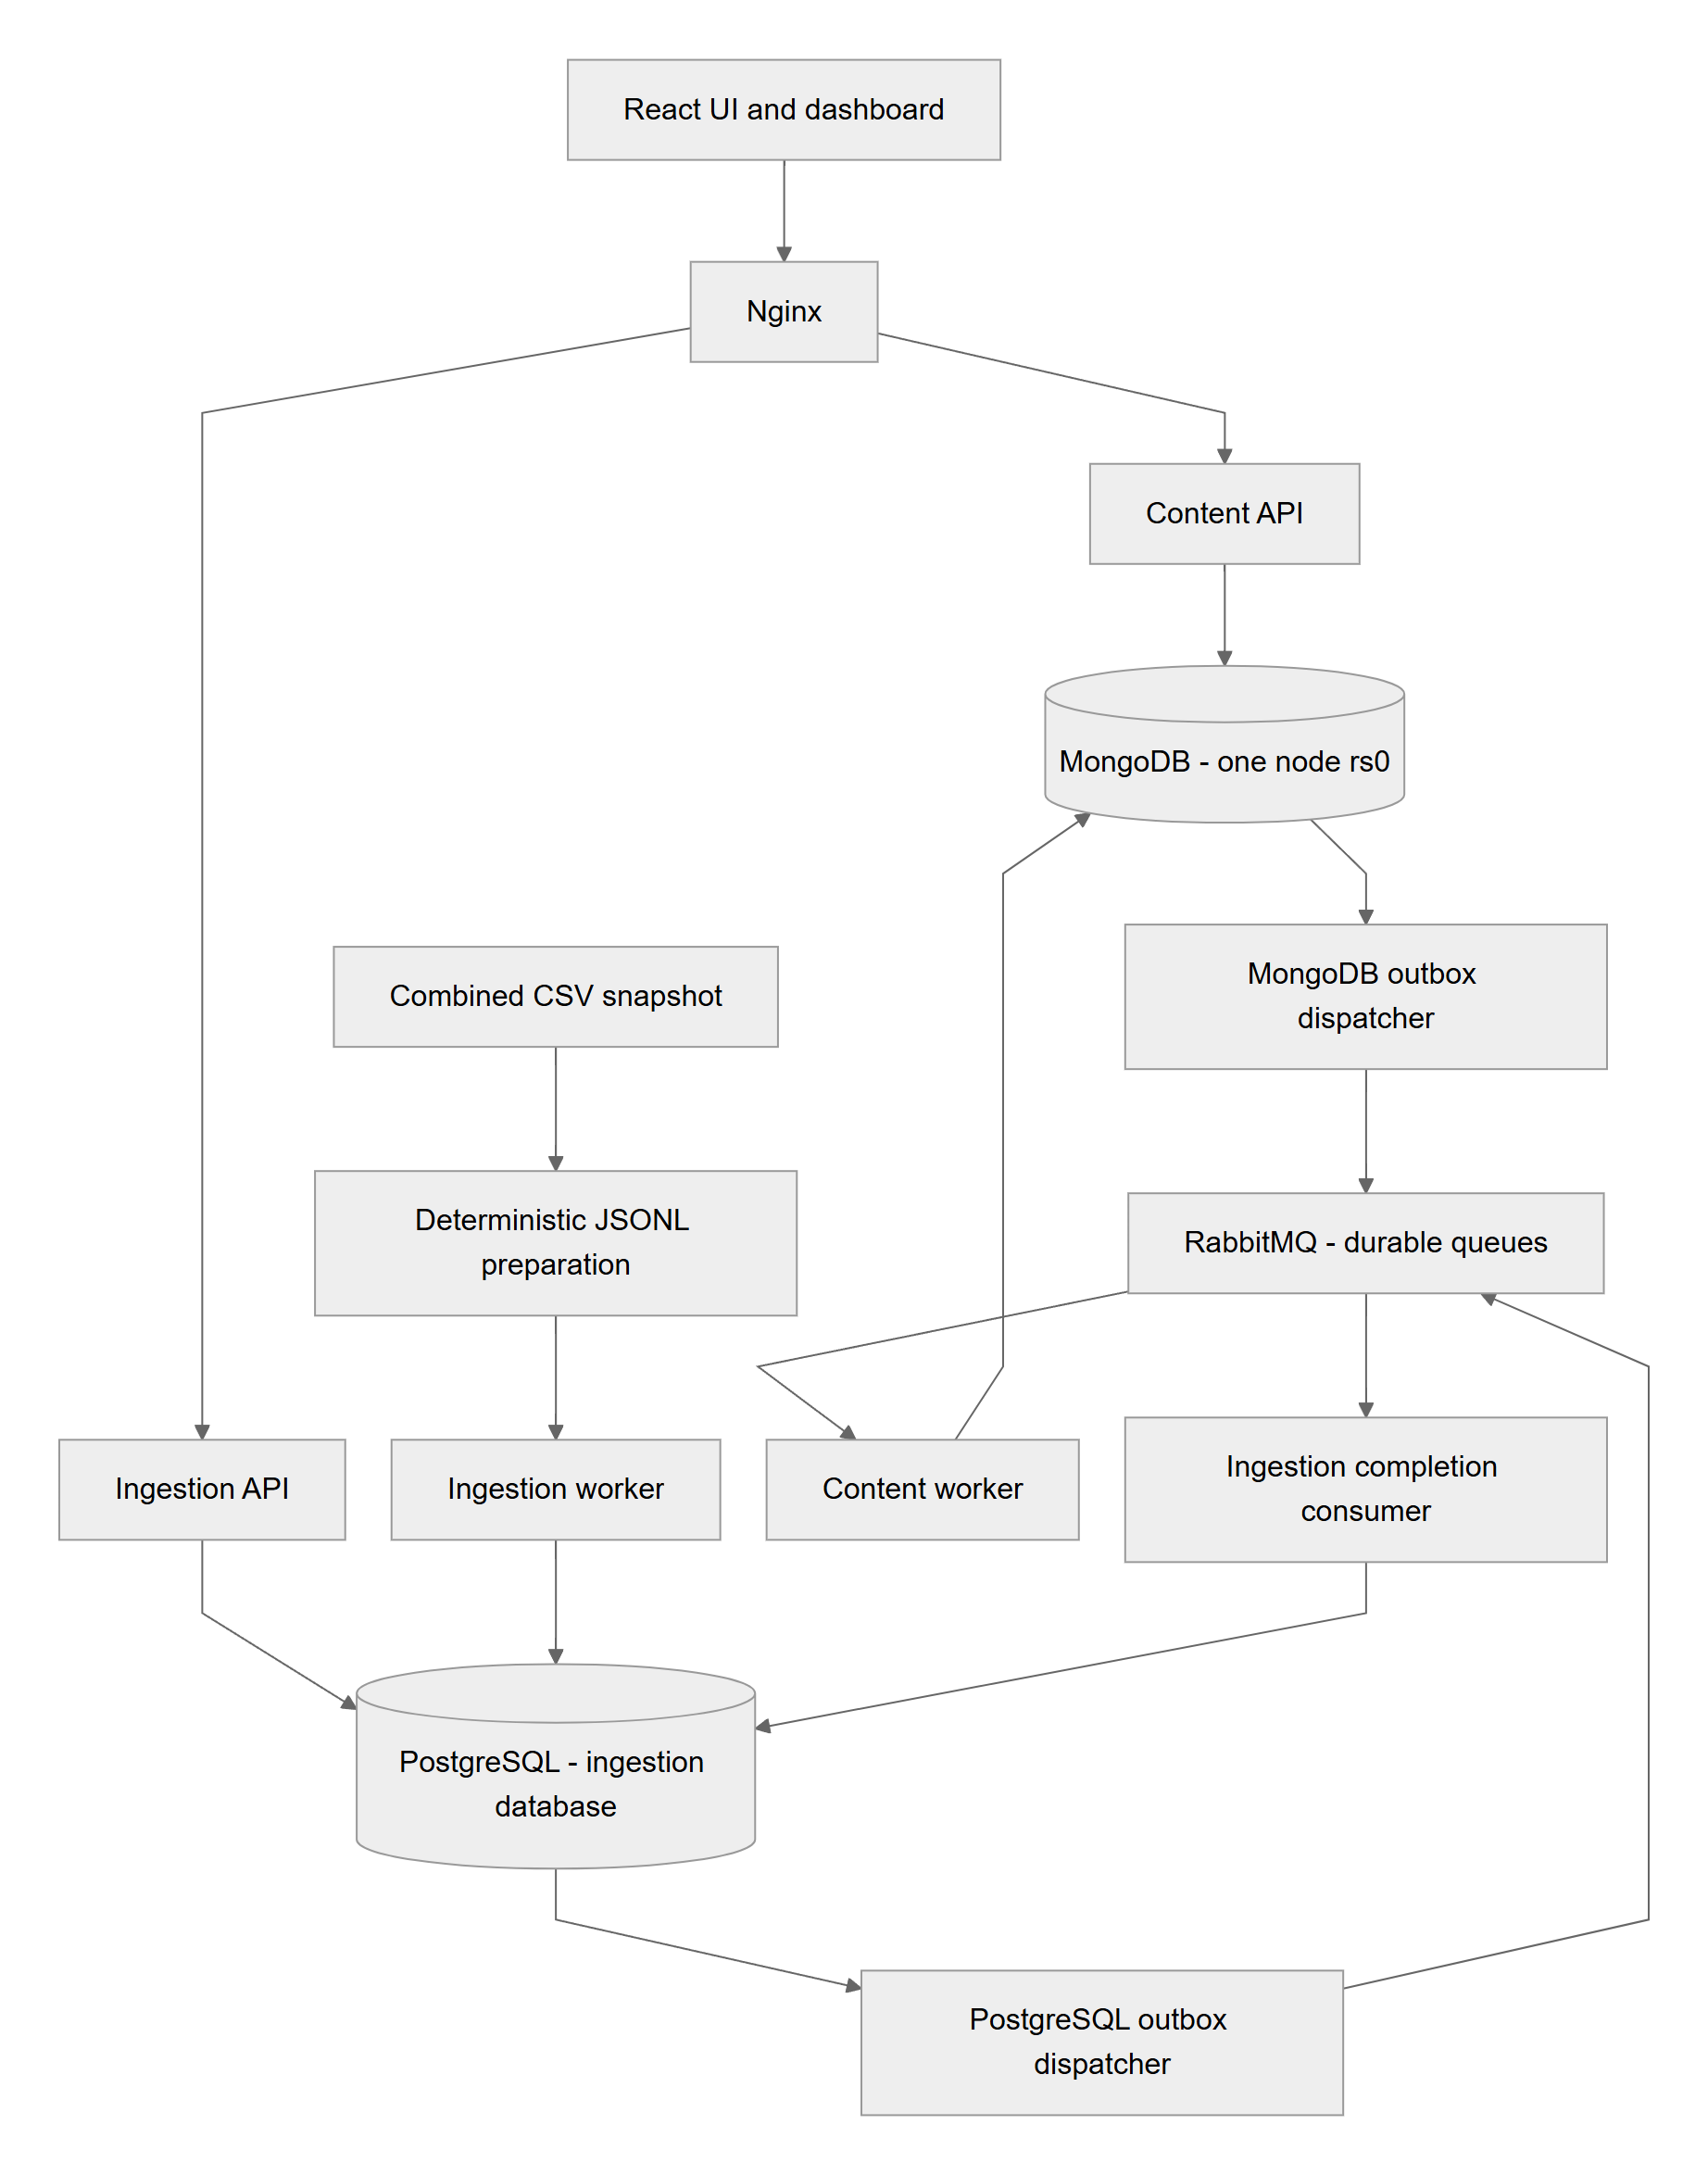 React UI and dashboard
Nginx
Content API
MongoDB - one node rs0
Combined CSV snapshot
MongoDB outbox
dispatcher
Deterministic JSONL
preparation
RabbitMQ - durable queues
Ingestion API
Ingestion worker
Content worker
Ingestion completion
consumer
PostgreSQL - ingestion
database
PostgreSQL outbox
dispatcher